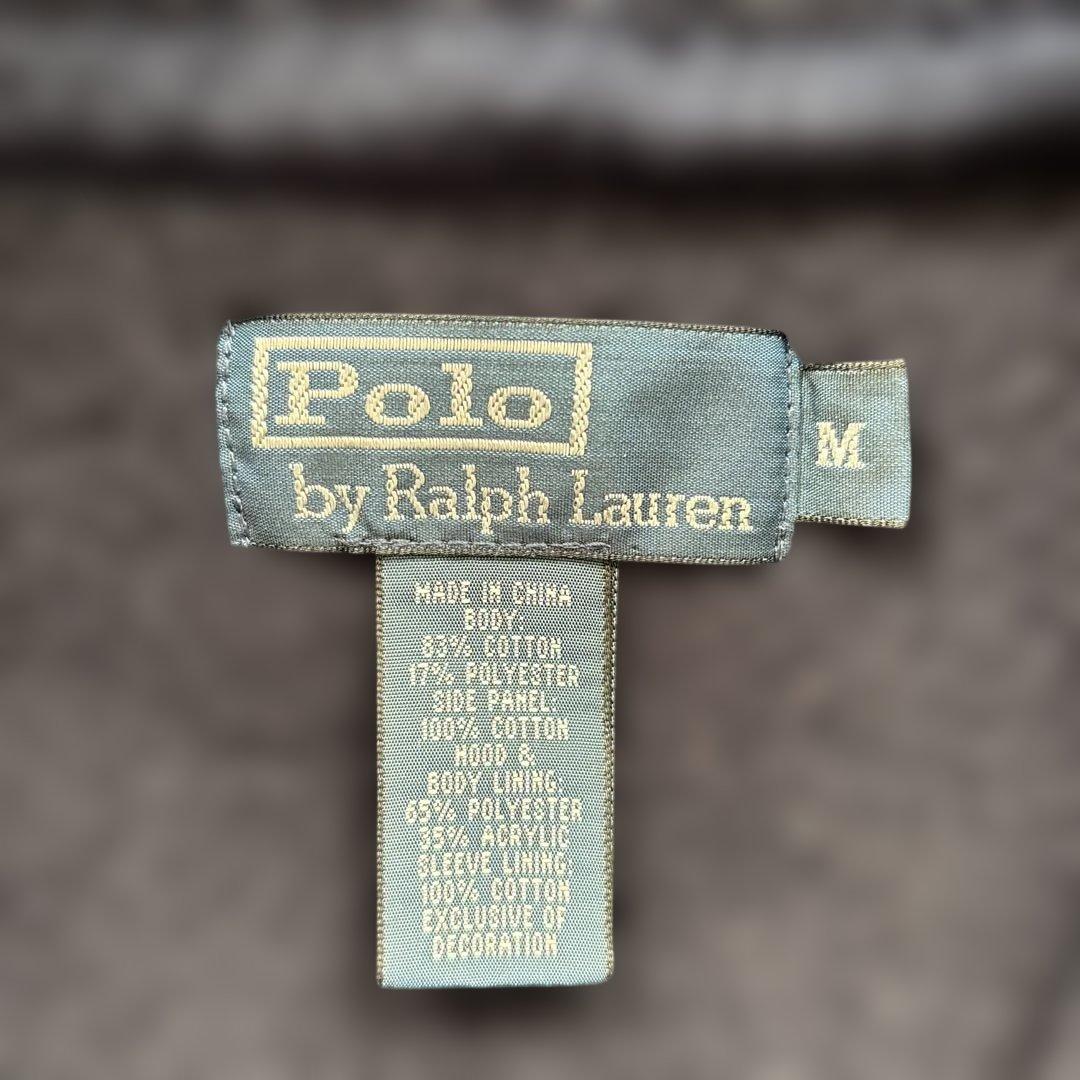 Polo
by Ralph Lauren
M
MADE IN CHINA
BODY:
83% COTTON
17% POLYESTER
SIDE PANEL
100% COTTON
HOOD &
BODY LINING:
65% POLYESTER
35% ACRYLIC
SLEEVE LINING
100% COTTON
EXCLUSIVE OF
DECORATION